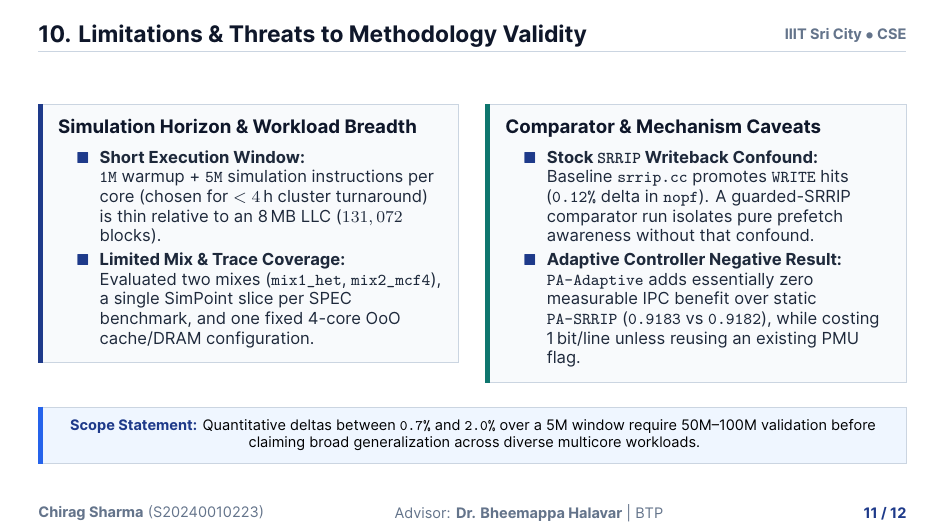 10. Limitations & Threats to Methodology Validity
IIIT Sri City • CSE
Simulation Horizon & Workload Breadth
Short Execution Window:
1M warmup + 5M simulation instructions per
core (chosen for < 4 h cluster turnaround)
is thin relative to an 8 MB LLC (131,072
blocks).
Limited Mix & Trace Coverage:
Evaluated two mixes (mix1_het, mix2_mcf4),
a single SimPoint slice per SPEC
benchmark, and one fixed 4-core OoO
cache/DRAM configuration.
Comparator & Mechanism Caveats
Stock SRRIP Writeback Confound:
Baseline srrip.cc promotes WRITE hits
(0.12% delta in nopf). A guarded-SRRIP
comparator run isolates pure prefetch
awareness without that confound.
Adaptive Controller Negative Result:
PA-Adaptive adds essentially zero
measurable IPC benefit over static
PA-SRRIP (0.9183 vs 0.9182), while costing
1 bit/line unless reusing an existing PMU
flag.
Scope Statement: Quantitative deltas between 0.7% and 2.0% over a 5M window require 50M–100M validation before
claiming broad generalization across diverse multicore workloads.
Chirag Sharma (S20240010223)
Advisor: Dr. Bheemappa Halavar | BTP
11 / 12